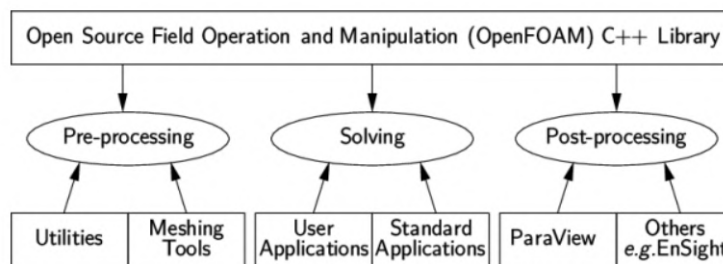 Open Source Field Operation and Manipulation (OpenFOAM) C++ Library
Pre-processing
Solving
Post-processing
Utilities
Meshing
Tools
User
Applications
Standard
Applications
ParaView
Others
e.g.EnSight